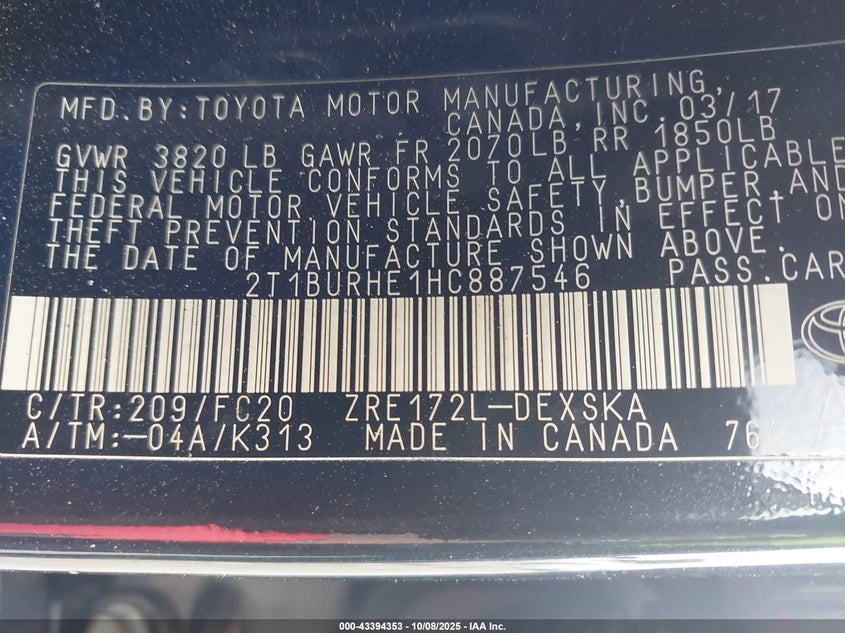 MFD.BY:TOYOTA MOTOR MANUFACTURING,
CANADA,INC.03/17
GVWR 3820 LB GAWR FR 2070LB RR 1850LB
THIS VEHICLE CONFORMS TO ALL APPLICABLE
FEDERAL MOTOR VEHICLE SAFETY,BUMPER,AND
THEFT PREVENTION STANDARDS IN EFFECT ON
THE DATE OF MANUFACTURE SHOWN ABOVE.
2T1BURHE1HC887546 PASS.CAR
C/TR:209/FC20 ZRE172L-DEXSKA
A/TM:-04A/K313 MADE IN CANADA 764
000-43394353 - 10/08/2025 - IAA Inc.